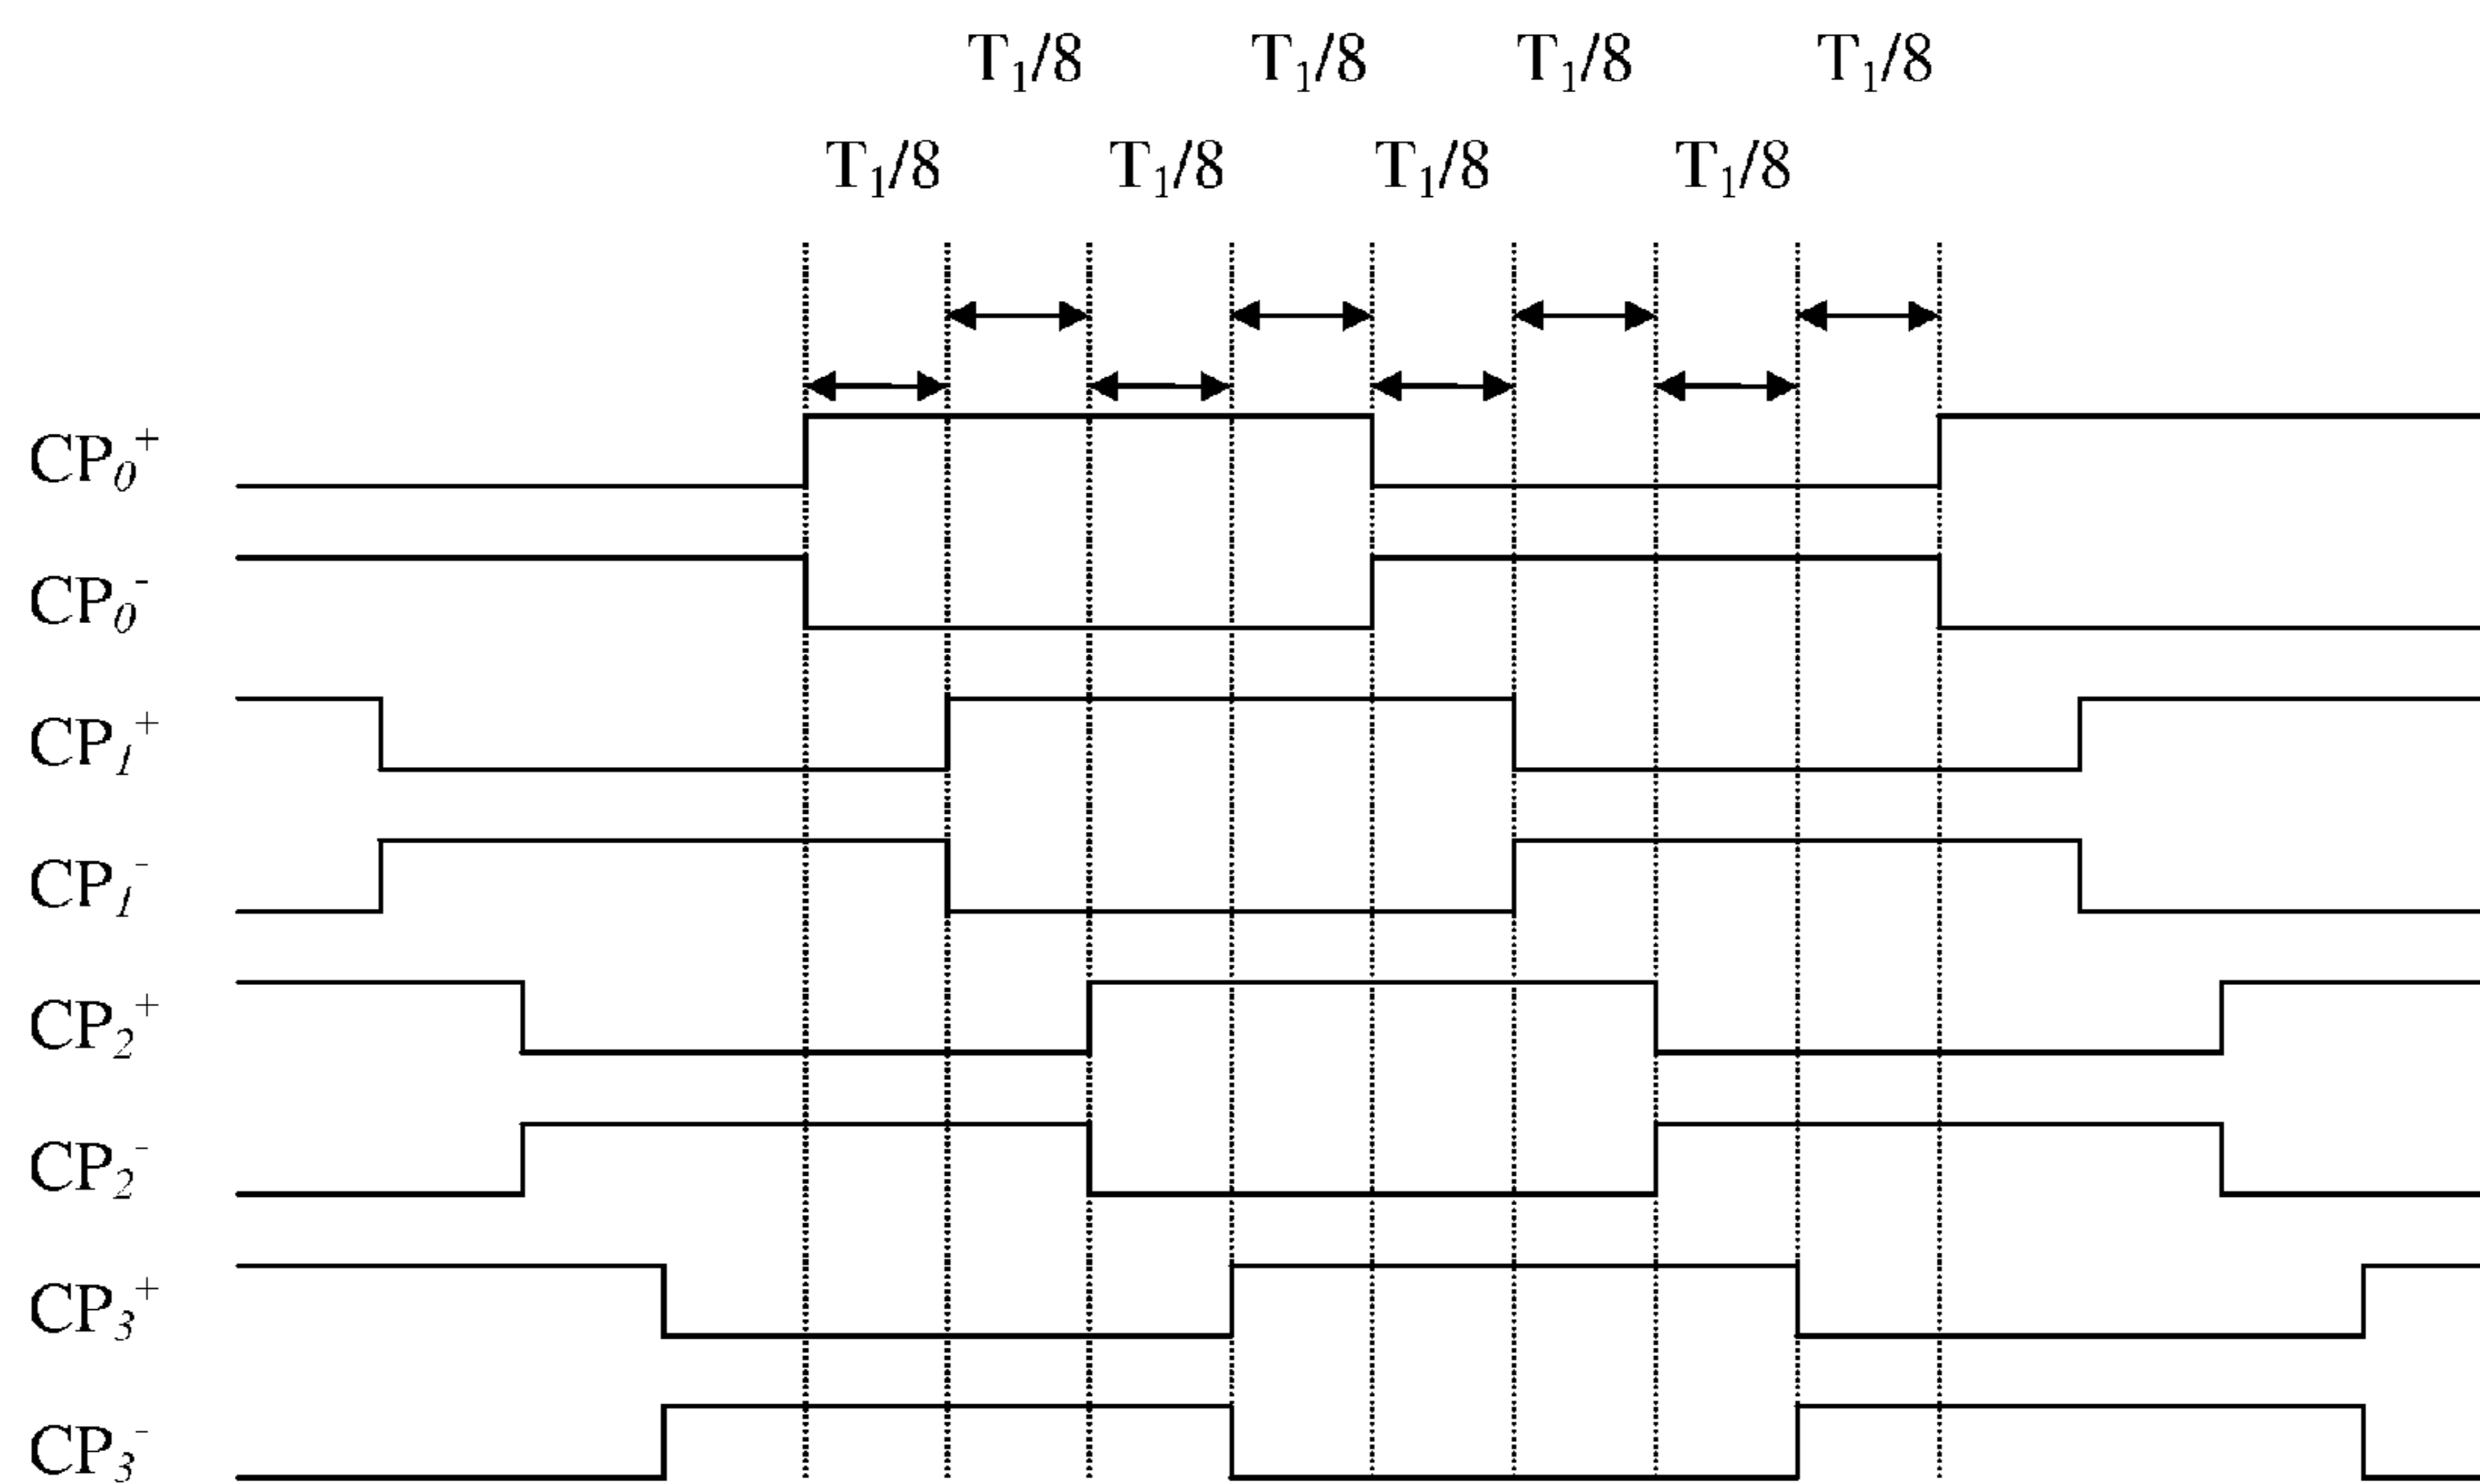 T₁/8 T₁/8 T₁/8 T₁/8
T₁/8 T₁/8 T₁/8 T₁/8
CP₀⁺
CP₀⁻
CP₁⁺
CP₁⁻
CP₂⁺
CP₂⁻
CP₃⁺
CP₃⁻